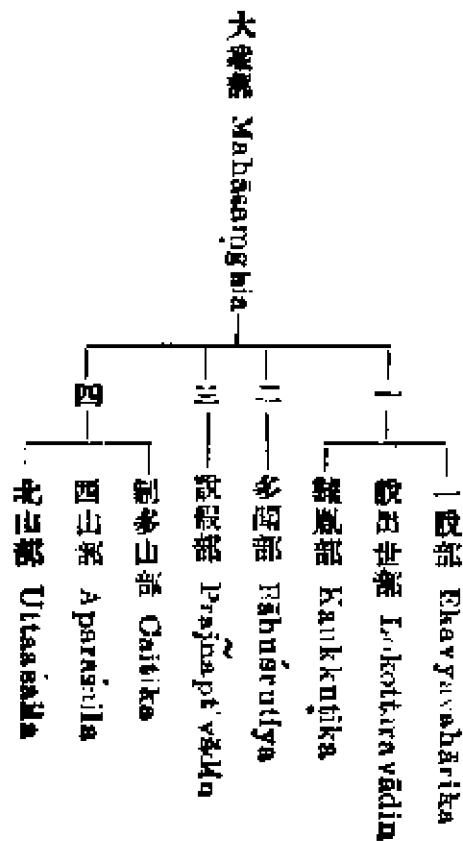 大衆部 Mahāsaṃghia
一
一說部 Ekavyavahārika
說出世部 Lokottaravādin
雞胤部 Kaukkuṭika
二
多聞部 Bāhuśrutīya
三
說假部 Prajñaptivādin
四
制多山部 Caitika
西山部 Aparaśaila
北山部 Uttaraśaila